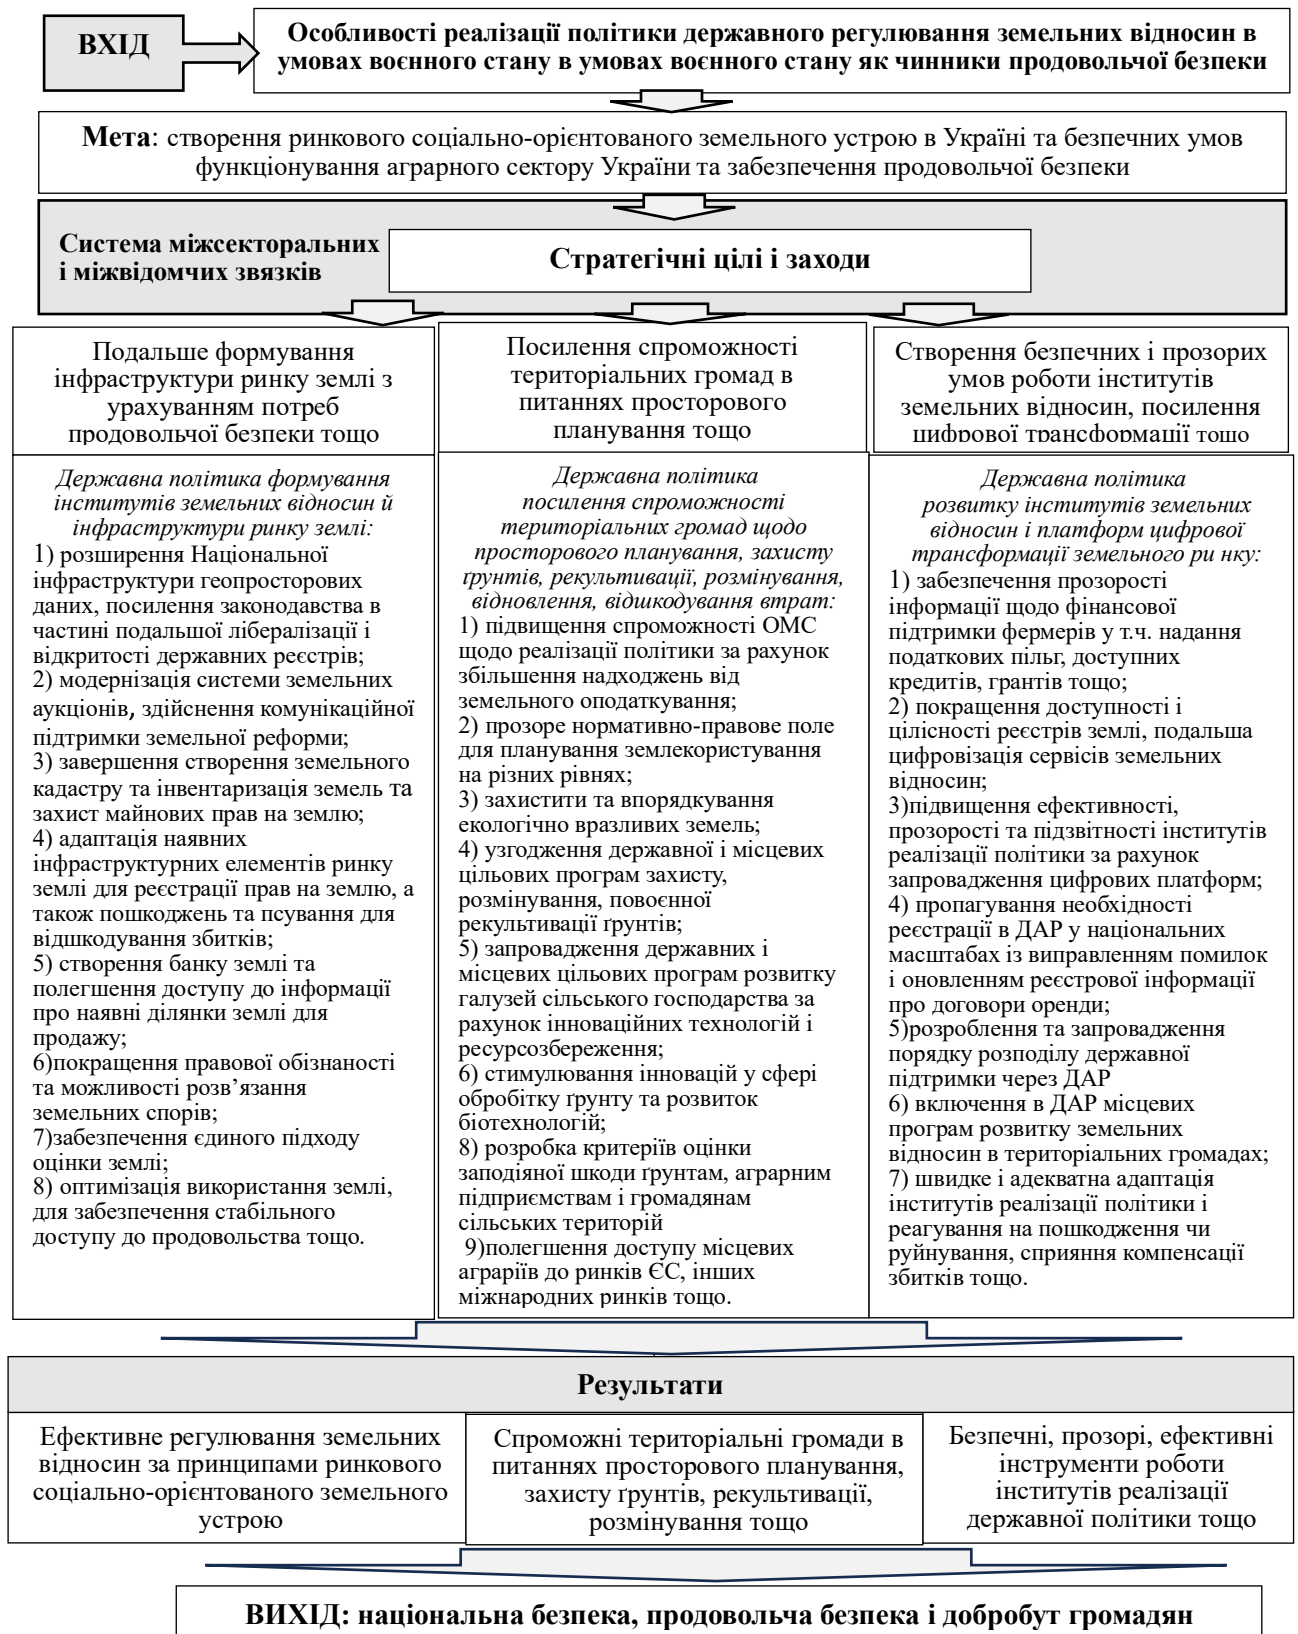 ВХІД
Особливості реалізації політики державного регулювання земельних відносин в
умовах воєнного стану в умовах воєнного стану як чинники продовольчої безпеки
Мета: створення ринкового соціально-орієнтованого земельного устрою в Україні та безпечних умов
функціонування аграрного сектору України та забезпечення продовольчої безпеки
Система міжсекторальних
і міжвідомчих звязків
Стратегічні цілі і заходи
Подальше формування
інфраструктури ринку землі з
урахуванням потреб
продовольчої безпеки тощо
Посилення спроможності
територіальних громад в
питаннях просторового
планування тощо
Створення безпечних і прозорих
умов роботи інститутів
земельних відносин, посилення
цифрової трансформації тощо
Державна політика формування
інститутів земельних відносин й
інфраструктури ринку землі:
1) розширення Національної
інфраструктури геопросторових
даних, посилення законодавства в
частині подальшої лібералізації і
відкритості державних реєстрів;
2) модернізація системи земельних
аукціонів, здійснення комунікаційної
підтримки земельної реформи;
3) завершення створення земельного
кадастру та інвентаризація земель та
захист майнових прав на землю;
4) адаптація наявних
інфраструктурних елементів ринку
землі для реєстрації прав на землю, а
також пошкоджень та псування для
відшкодування збитків;
5) створення банку землі та
полегшення доступу до інформації
про наявні ділянки землі для
продажу;
6)покращення правової обізнаності
та можливості розв’язання
земельних спорів;
7)забезпечення єдиного підходу
оцінки землі;
8) оптимізація використання землі,
для забезпечення стабільного
доступу до продовольства тощо.
Державна політика
посилення спроможності
територіальних громад щодо
просторового планування, захисту
ґрунтів, рекультивації, розмінування,
відновлення, відшкодування втрат:
1) підвищення спроможності ОМС
щодо реалізації політики за рахунок
збільшення надходжень від
земельного оподаткування;
2) прозоре нормативно-правове поле
для планування землекористування
на різних рівнях;
3) захистити та впорядкування
екологічно вразливих земель;
4) узгодження державної і місцевих
цільових програм захисту,
розмінування, повоєнної
рекультивації ґрунтів;
5) запровадження державних і
місцевих цільових програм розвитку
галузей сільського господарства за
рахунок інноваційних технологій і
ресурсозбереження;
6) стимулювання інновацій у сфері
обробітку ґрунту та розвиток
біотехнологій;
8) розробка критеріїв оцінки
заподіяної шкоди ґрунтам, аграрним
підприємствам і громадянам
сільських територій
9)полегшення доступу місцевих
аграріїв до ринків ЄС, інших
міжнародних ринків тощо.
Державна політика
розвитку інститутів земельних
відносин і платформ цифрової
трансформації земельного ри нку:
1) забезпечення прозорості
інформації щодо фінансової
підтримки фермерів у т.ч. надання
податкових пільг, доступних
кредитів, грантів тощо;
2) покращення доступності і
цілісності реєстрів землі, подальша
цифровізація сервісів земельних
відносин;
3)підвищення ефективності,
прозорості та підзвітності інститутів
реалізації політики за рахунок
запровадження цифрових платформ;
4) пропагування необхідності
реєстрації в ДАР у національних
масштабах із виправленням помилок
і оновленням реєстрової інформації
про договори оренди;
5)розроблення та запровадження
порядку розподілу державної
підтримки через ДАР
6) включення в ДАР місцевих
програм розвитку земельних
відносин в територіальних громадах;
7) швидке і адекватна адаптація
інститутів реалізації політики і
реагування на пошкодження чи
руйнування, сприяння компенсації
збитків тощо.
Результати
Ефективне регулювання земельних
відносин за принципами ринкового
соціально-орієнтованого земельного
устрою
Спроможні територіальні громади в
питаннях просторового планування,
захисту ґрунтів, рекультивації,
розмінування тощо
Безпечні, прозорі, ефективні
інструменти роботи
інститутів реалізації
державної політики тощо
ВИХІД: національна безпека, продовольча безпека і добробут громадян